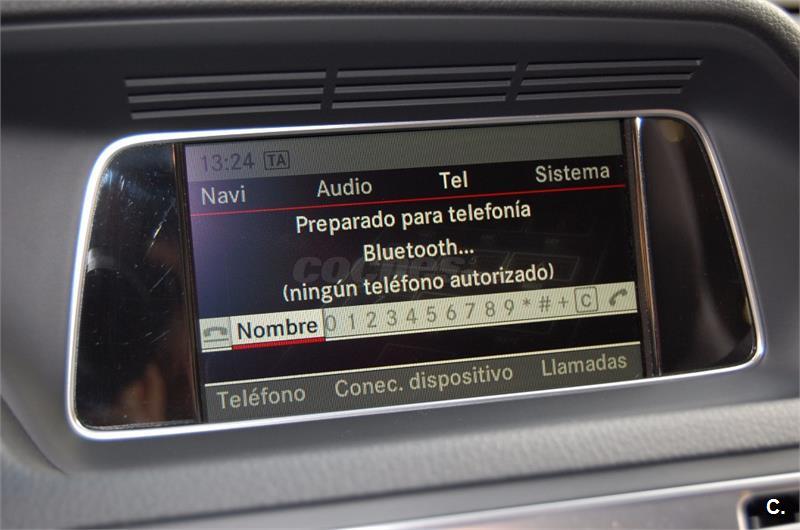 13:24 TA
Navi Audio Tel Sistema
Preparado para telefonía
Bluetooth...
(ningún teléfono autorizado)
Nombre 0 1 2 3 4 5 6 7 8 9 * # + C
Teléfono Conec. dispositivo Llamadas
coches
C.